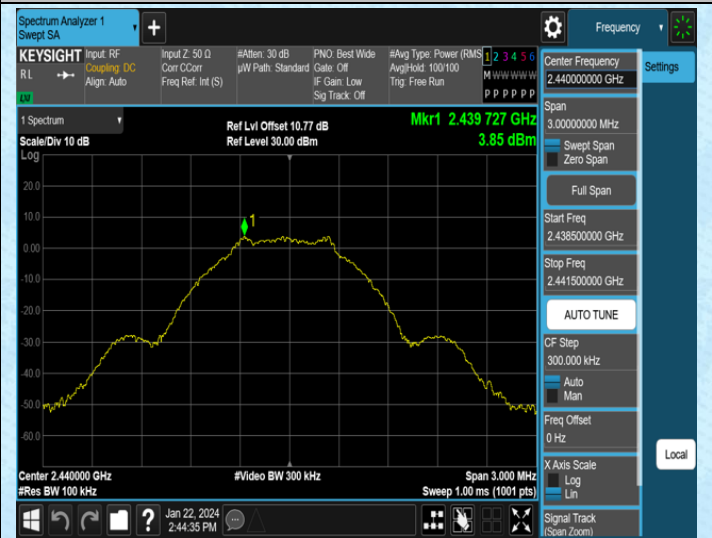 Spectrum Analyzer 1
Swept SA
+
Frequency
KEYSIGHT
RL
LXI
Input: RF
Coupling: DC
Align: Auto
Input Z: 50 Ω
Corr CCorr
Freq Ref: Int (S)
#Atten: 30 dB
µW Path: Standard
PNO: Best Wide
Gate: Off
IF Gain: Low
Sig Track: Off
#Avg Type: Power (RMS
Avg|Hold: 100/100
Trig: Free Run
1 2 3 4 5 6
M W W W W W
P P P P P P
1 Spectrum
Scale/Div 10 dB
Log
Ref Lvl Offset 10.77 dB
Ref Level 30.00 dBm
Mkr1 2.439 727 GHz
3.85 dBm
20.0
10.0
0.00
-10.0
-20.0
-30.0
-40.0
-50.0
-60.0
1
Center 2.440000 GHz
#Res BW 100 kHz
#Video BW 300 kHz
Span 3.000 MHz
Sweep 1.00 ms (1001 pts)
Center Frequency
2.440000000 GHz
Span
3.00000000 MHz
Swept Span
Zero Span
Full Span
Start Freq
2.438500000 GHz
Stop Freq
2.441500000 GHz
AUTO TUNE
CF Step
300.000 kHz
Auto
Man
Freq Offset
0 Hz
X Axis Scale
Log
Lin
Signal Track
(Span Zoom)
Settings
Local
?
Jan 22, 2024
2:44:35 PM